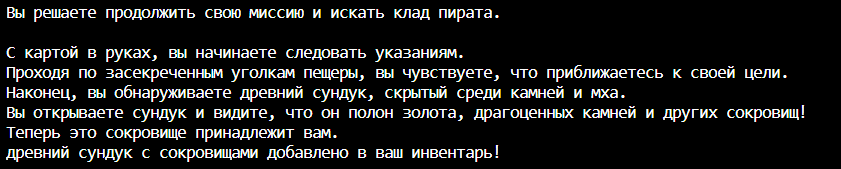 Вы решаете продолжить свою миссию и искать клад пирата.
С картой в руках, вы начинаете следовать указаниям.
Проходя по засекреченным уголкам пещеры, вы чувствуете, что приближаетесь к своей цели.
Наконец, вы обнаруживаете древний сундук, скрытый среди камней и мха.
Вы открываете сундук и видите, что он полон золота, драгоценных камней и других сокровищ!
Теперь это сокровище принадлежит вам.
древний сундук с сокровищами добавлено в ваш инвентарь!